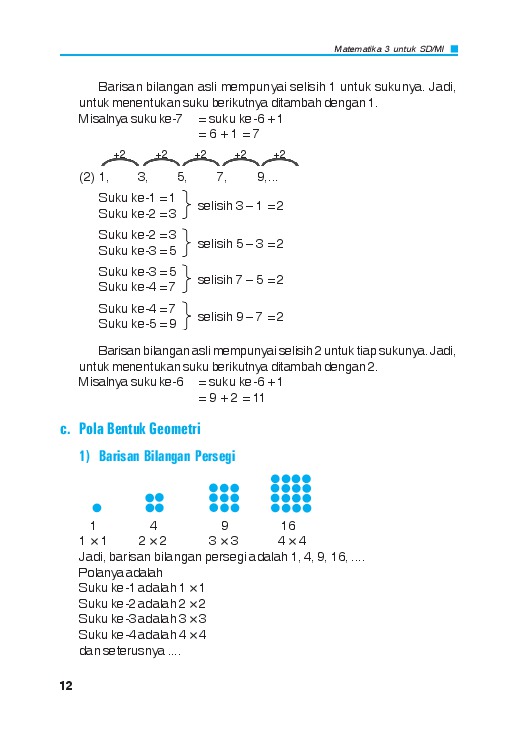 Matematika 3 untuk SD/MI
Barisan bilangan asli mempunyai selisih 1 untuk sukunya. Jadi,
untuk menentukan suku berikutnya ditambah dengan 1.
Misalnya suku ke-7 = suku ke-6 + 1
= 6 + 1 = 7
+2 +2 +2 +2 +2
(2) 1, 3, 5, 7, 9,...
Suku ke-1 = 1
Suku ke-2 = 3
selisih 3 – 1 = 2
Suku ke-2 = 3
Suku ke-3 = 5
selisih 5 – 3 = 2
Suku ke-3 = 5
Suku ke-4 = 7
selisih 7 – 5 = 2
Suku ke-4 = 7
Suku ke-5 = 9
selisih 9 – 7 = 2
Barisan bilangan asli mempunyai selisih 2 untuk tiap sukunya. Jadi,
untuk menentukan suku berikutnya ditambah dengan 2.
Misalnya suku ke-6 = suku ke-6 + 1
= 9 + 2 = 11
c. Pola Bentuk Geometri
1) Barisan Bilangan Persegi
1 4 9 16
1 × 1 2 × 2 3 × 3 4 × 4
Jadi, barisan bilangan persegi adalah 1, 4, 9, 16, ....
Polanya adalah
Suku ke-1 adalah 1 × 1
Suku ke-2 adalah 2 × 2
Suku ke-3 adalah 3 × 3
Suku ke-4 adalah 4 × 4
dan seterusnya ....
12